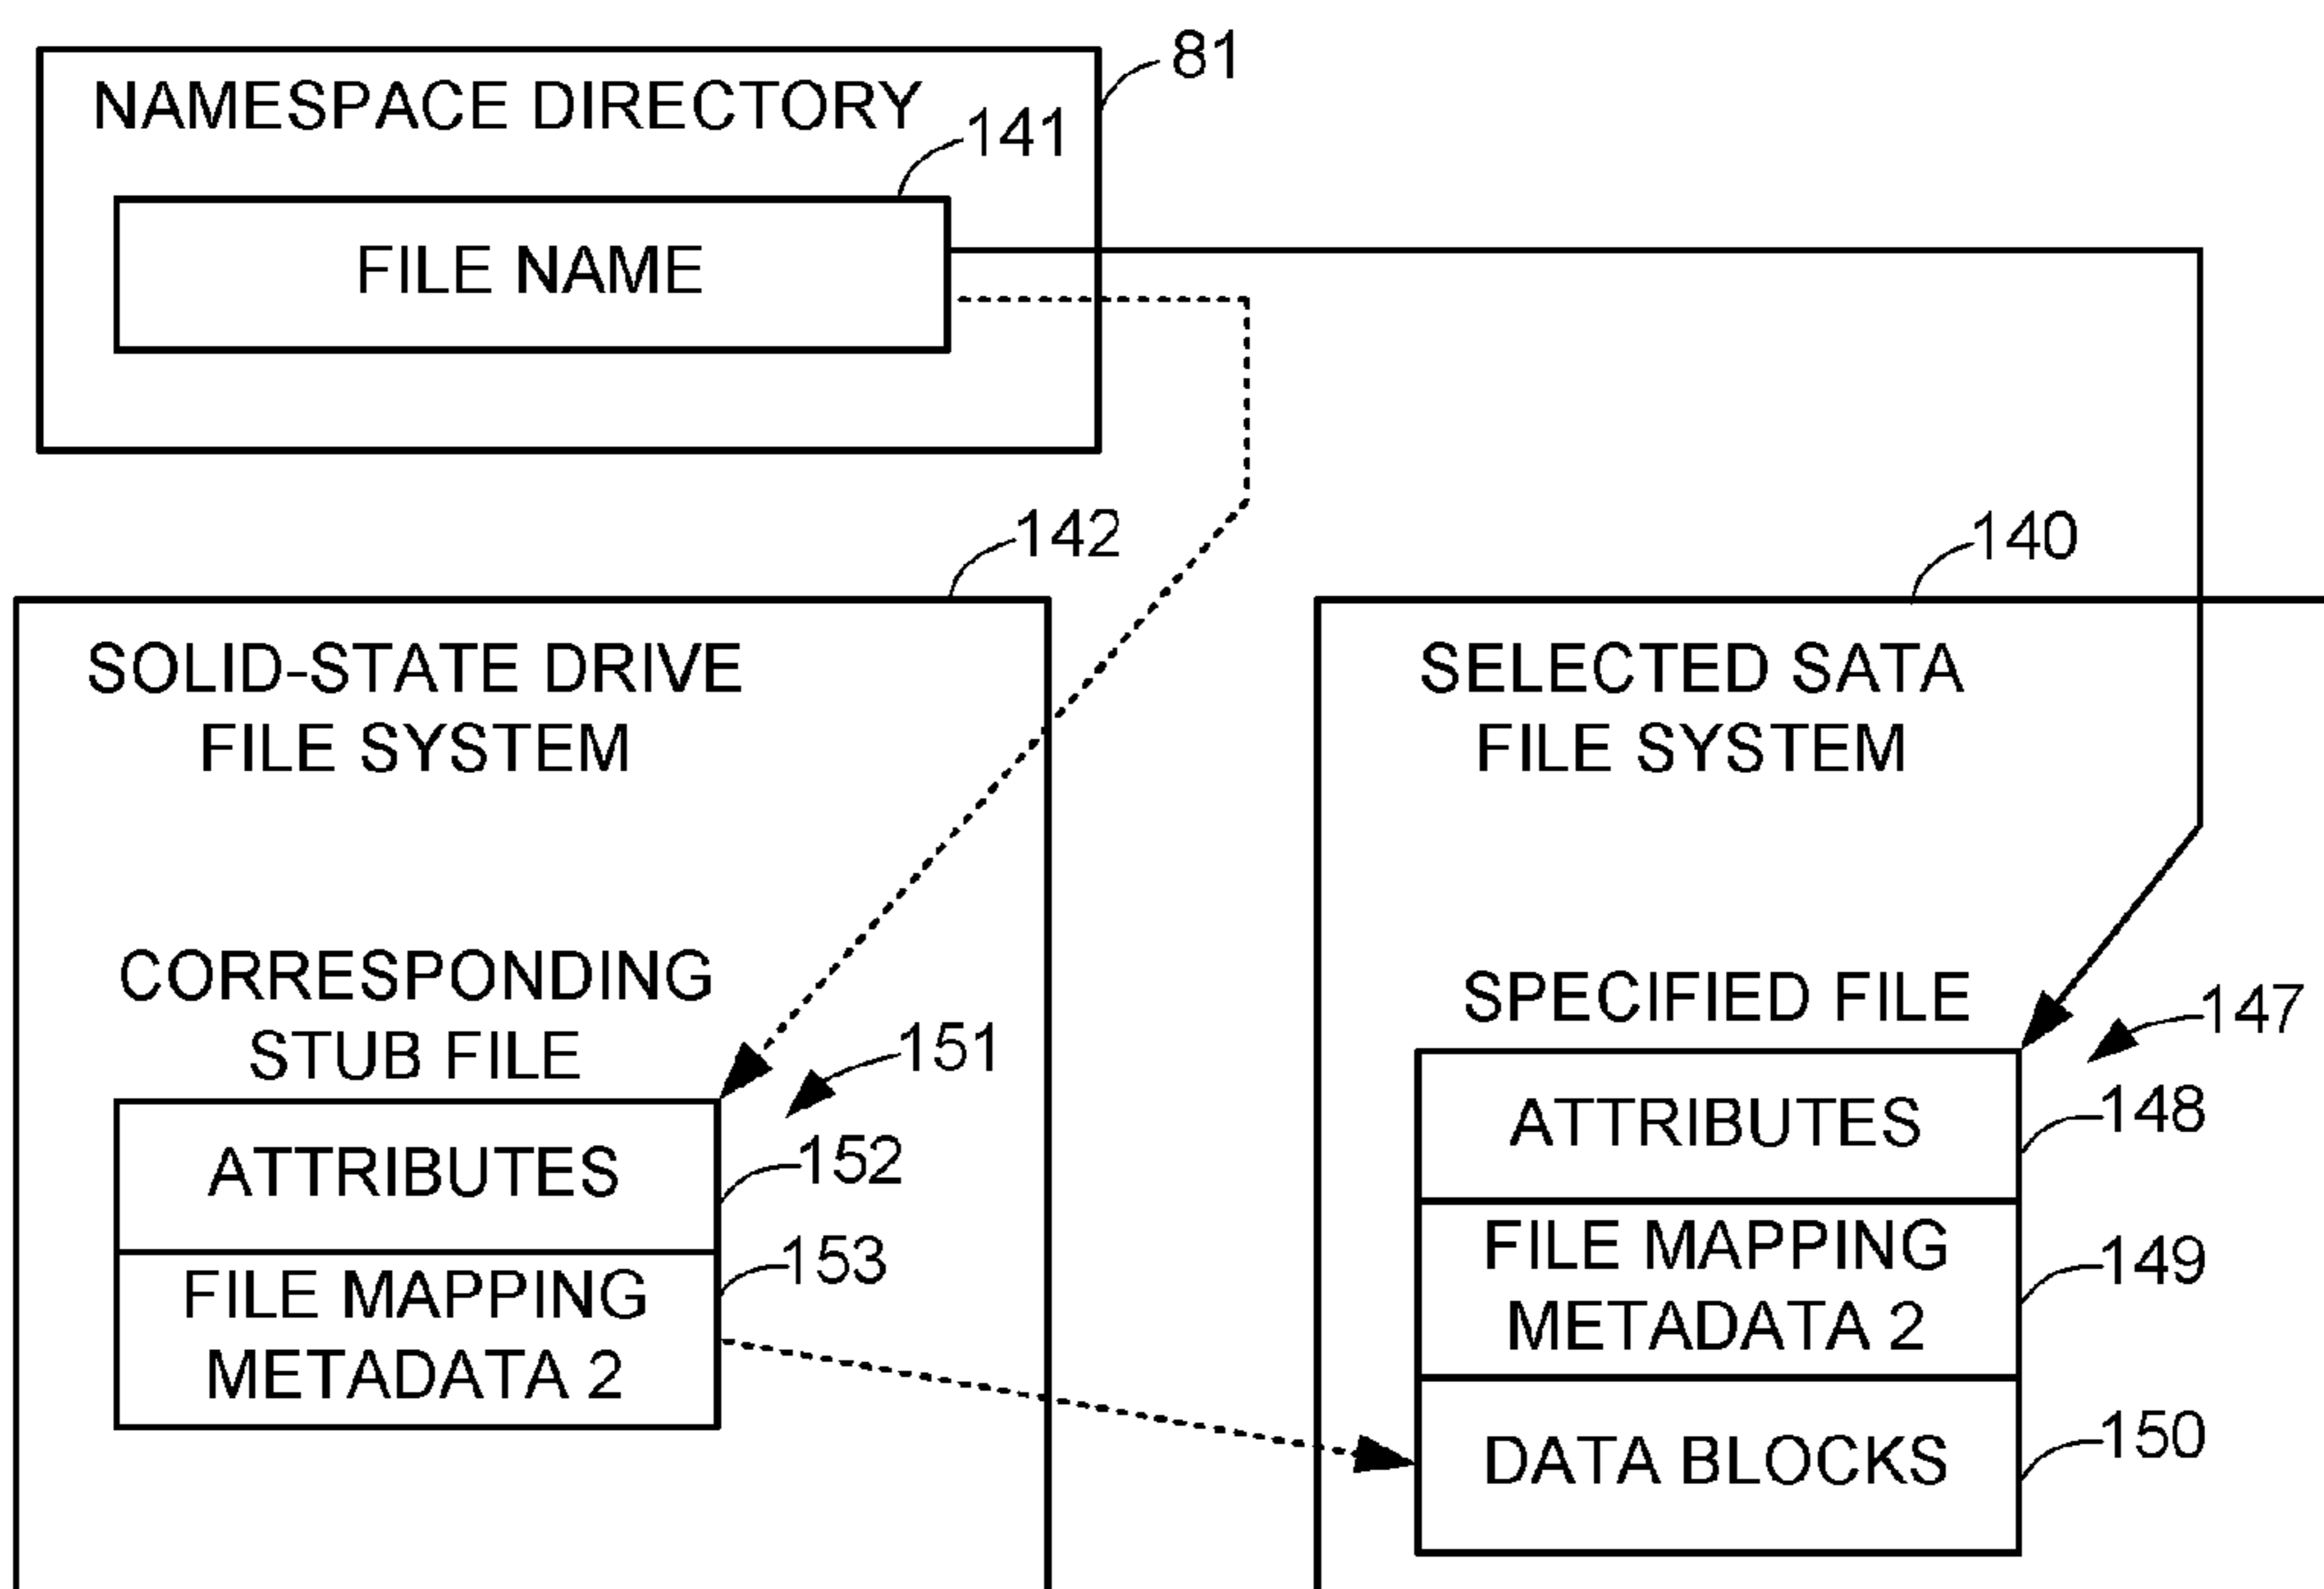 81
NAMESPACE DIRECTORY
141
FILE NAME
142
SOLID-STATE DRIVE
FILE SYSTEM
CORRESPONDING
STUB FILE
151
ATTRIBUTES
152
FILE MAPPING
METADATA 2
153
140
SELECTED SATA
FILE SYSTEM
SPECIFIED FILE
147
ATTRIBUTES
148
FILE MAPPING
METADATA 2
149
DATA BLOCKS
150